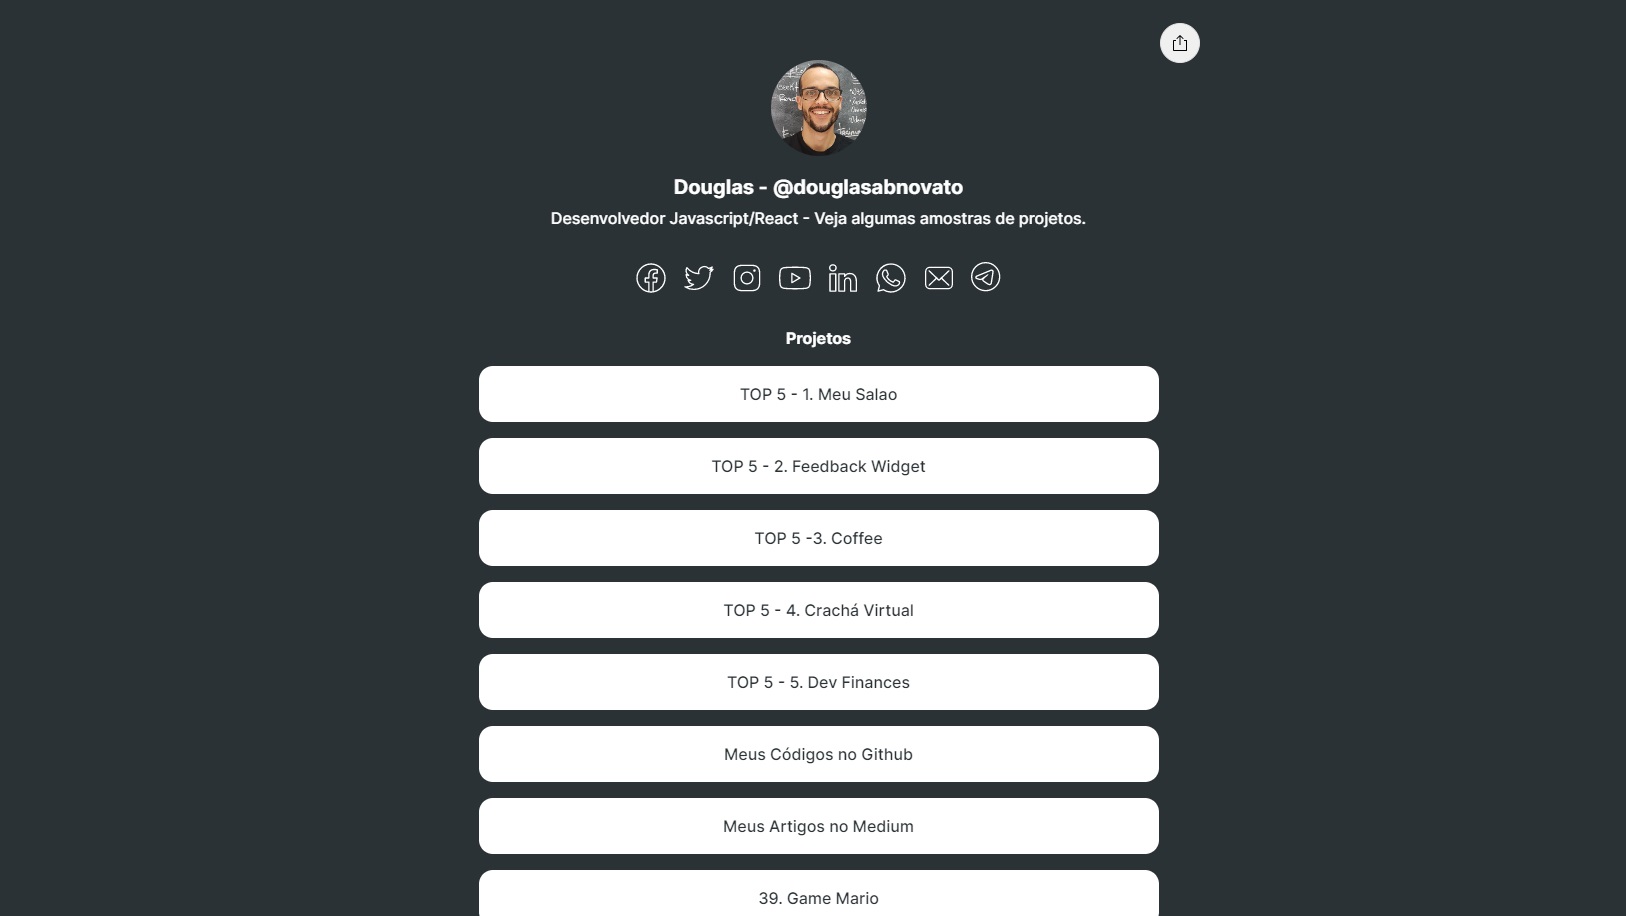 Douglas - @douglasabnovato
Desenvolvedor Javascript/React - Veja algumas amostras de projetos.
Projetos
TOP 5 - 1. Meu Salao
TOP 5 - 2. Feedback Widget
TOP 5 -3. Coffee
TOP 5 - 4. Crachá Virtual
TOP 5 - 5. Dev Finances
Meus Códigos no Github
Meus Artigos no Medium
39. Game Mario